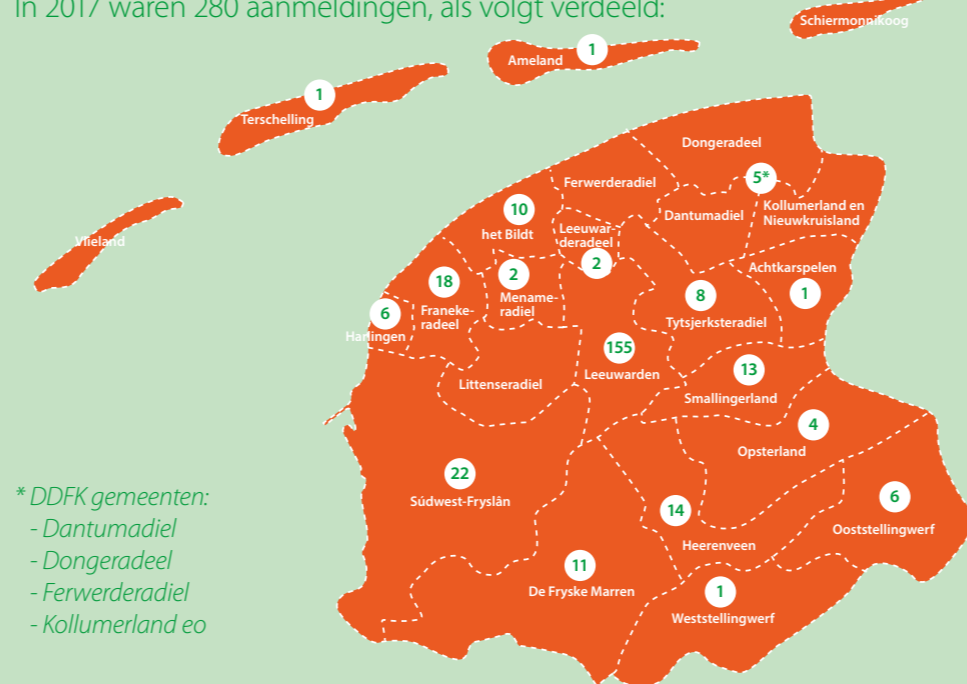 In 2017 waren 280 aanmeldingen, als volgt verdeeld:
Schiermonnikoog
1
Ameland
1
Terschelling
Vlieland
Dongeradeel
5*
Ferwerderadiel
Dantumadiel
Kollumerland en
Nieuwkruisland
10
het Bildt
Leeuwar-
deradeel
2
2
Mename-
radiel
18
Franeke-
radeel
6
Harlingen
Achtkarspelen
1
8
Tytsjerksteradiel
155
Leeuwarden
Littenseradiel
13
Smallingerland
4
Opsterland
22
Súdwest-Fryslân
14
Heerenveen
6
Ooststellingwerf
11
De Fryske Marren
1
Weststellingwerf
* DDFK gemeenten:
- Dantumadiel
- Dongeradeel
- Ferwerderadiel
- Kollumerland eo